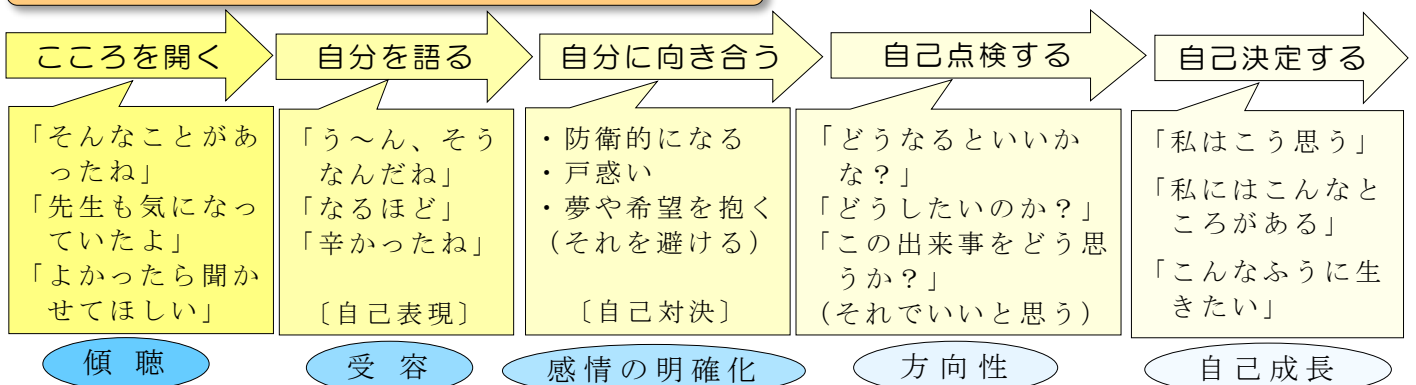 こころを開く
自分を語る
自分に向き合う
自己点検する
自己決定する
「そんなことがあ
ったね」
「先生も気になっ
ていたよ」
「よかったら聞か
せてほしい」
「う～ん、そう
なんだね」
「なるほど」
「辛かったね」
〔自己表現〕
・防衛的になる
・戸惑い
・夢や希望を抱く
（それを避ける）
〔自己対決〕
「どうなるといいか
な？」
「どうしたいのか？」
「この出来事をどう思
うか？」
（それでいいと思う）
「私はこう思う」
「私にはこんなと
ころがある」
「こんなふうに生
きたい」
傾聴
受容
感情の明確化
方向性
自己成長